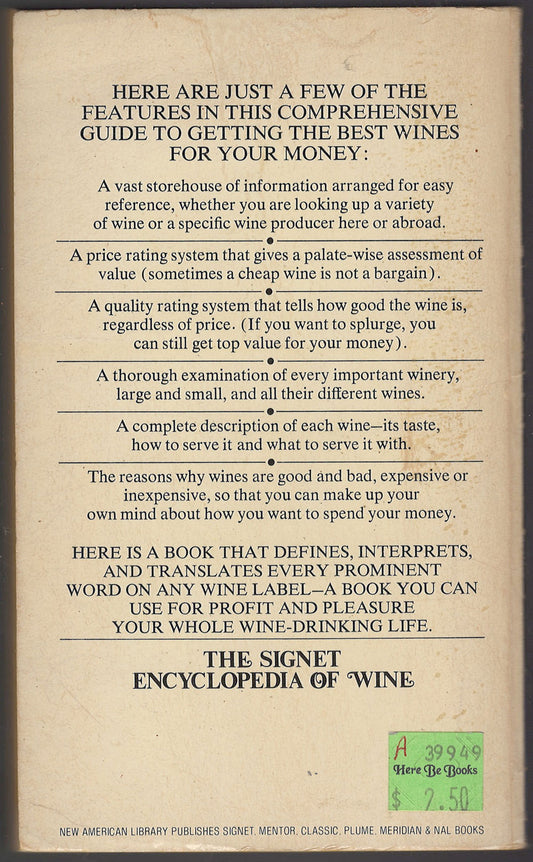 HERE ARE JUST A FEW OF THE
FEATURES IN THIS COMPREHENSIVE
GUIDE TO GETTING THE BEST WINES
FOR YOUR MONEY:
A vast storehouse of information arranged for easy
reference, whether you are looking up a variety
of wine or a specific wine producer here or abroad.
A price rating system that gives a palate-wise assessment of
value (sometimes a cheap wine is not a bargain).
A quality rating system that tells how good the wine is,
regardless of price. (If you want to splurge, you
can still get top value for your money).
A thorough examination of every important winery,
large and small, and all their different wines.
A complete description of each wine—its taste,
how to serve it and what to serve it with.
The reasons why wines are good and bad, expensive or
inexpensive, so that you can make up your
own mind about how you want to spend your money.
HERE IS A BOOK THAT DEFINES, INTERPRETS,
AND TRANSLATES EVERY PROMINENT
WORD ON ANY WINE LABEL—A BOOK YOU CAN
USE FOR PROFIT AND PLEASURE
YOUR WHOLE WINE-DRINKING LIFE.
THE SIGNET
ENCYCLOPEDIA OF WINE
A 39949
Here Be Books
$ 2.50
NEW AMERICAN LIBRARY PUBLISHES SIGNET, MENTOR, CLASSIC, PLUME, MERIDIAN & NAL BOOKS